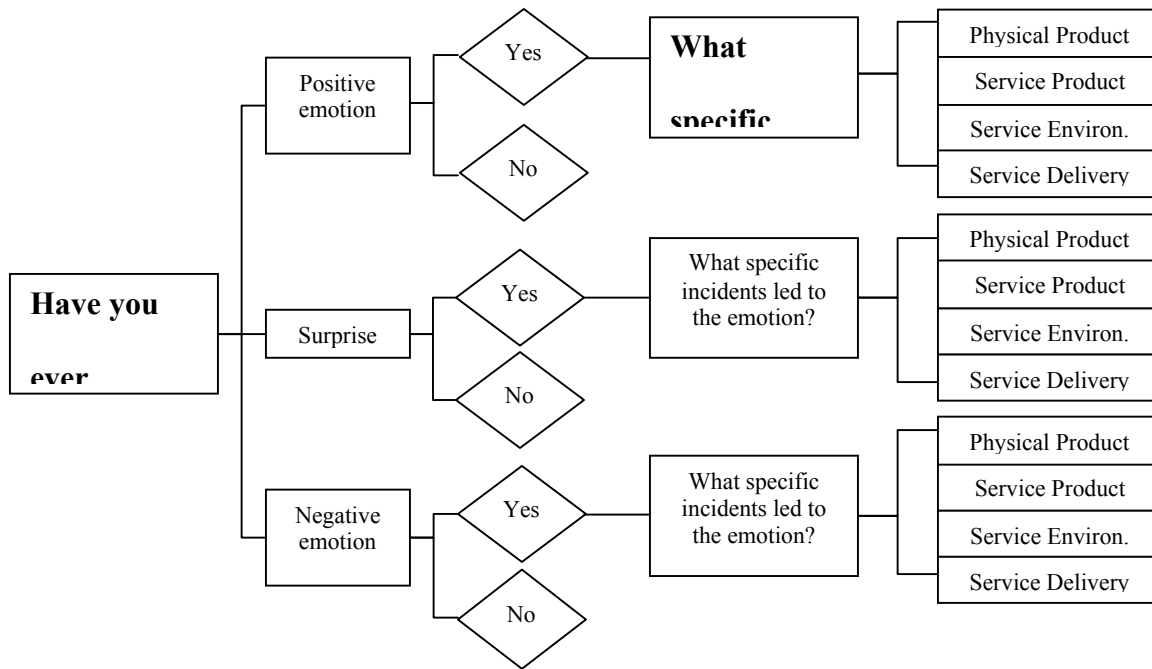 Have you
ever
Positive
emotion
Yes
No
What
specific
Physical Product
Service Product
Service Environ.
Service Delivery
Surprise
Yes
No
What specific
incidents led to
the emotion?
Physical Product
Service Product
Service Environ.
Service Delivery
Negative
emotion
Yes
No
What specific
incidents led to
the emotion?
Physical Product
Service Product
Service Environ.
Service Delivery